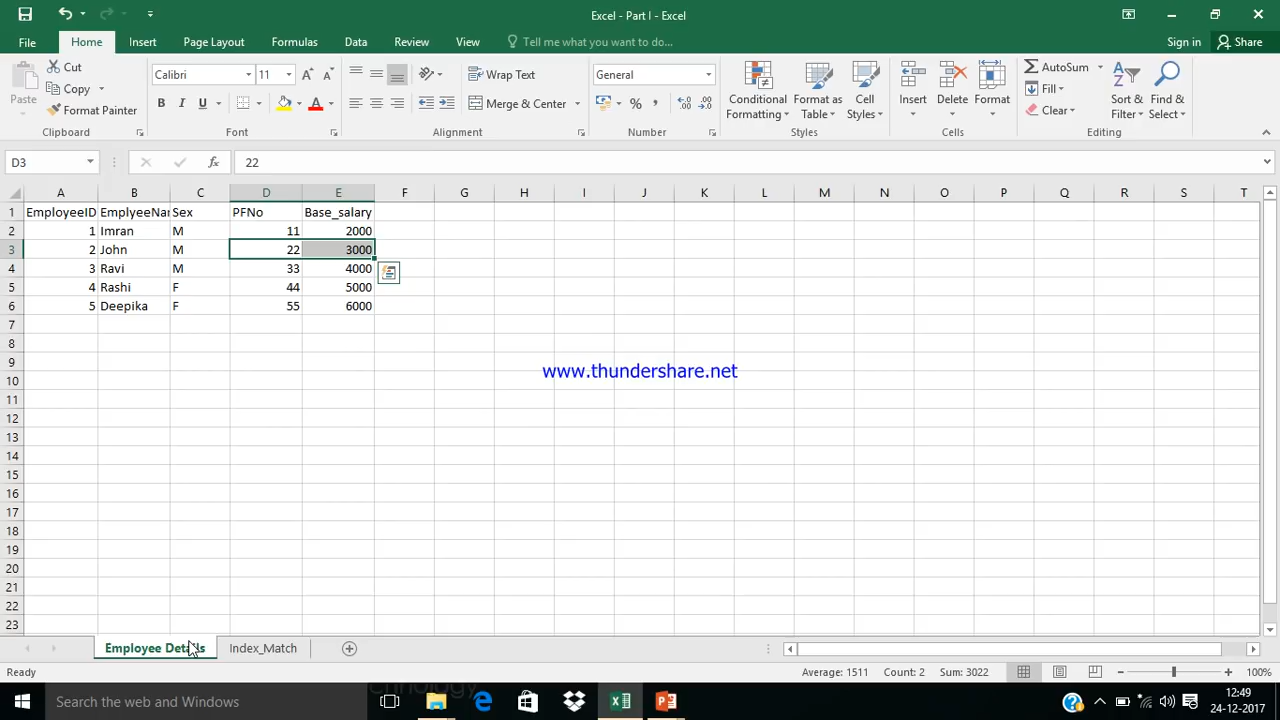 Excel - Part I - Excel
File Home Insert Page Layout Formulas Data Review View Tell me what you want to do... Sign in Share
Paste Cut Copy Format Painter Clipboard
Calibri 11 A A B I U A Font
Wrap Text Merge & Center Alignment
General % , Number
Conditional Formatting Format as Table Cell Styles Styles
Insert Delete Format Cells
AutoSum Fill Clear Sort & Filter Find & Select Editing
D3 fx 22
A B C D E F G H I J K L M N O P Q R S T
1 EmployeeID EmplyeeNar Sex PFNo Base_salary
2 1 Imran M 11 2000
3 2 John M 22 3000
4 3 Ravi M 33 4000
5 4 Rashi F 44 5000
6 5 Deepika F 55 6000
7
8
9
www.thundershare.net
10
11
12
13
14
15
16
17
18
19
20
21
22
23
Employee Details Index_Match
Ready Average: 1511 Count: 2 Sum: 3022 100%
Search the web and Windows
12:49
24-12-2017